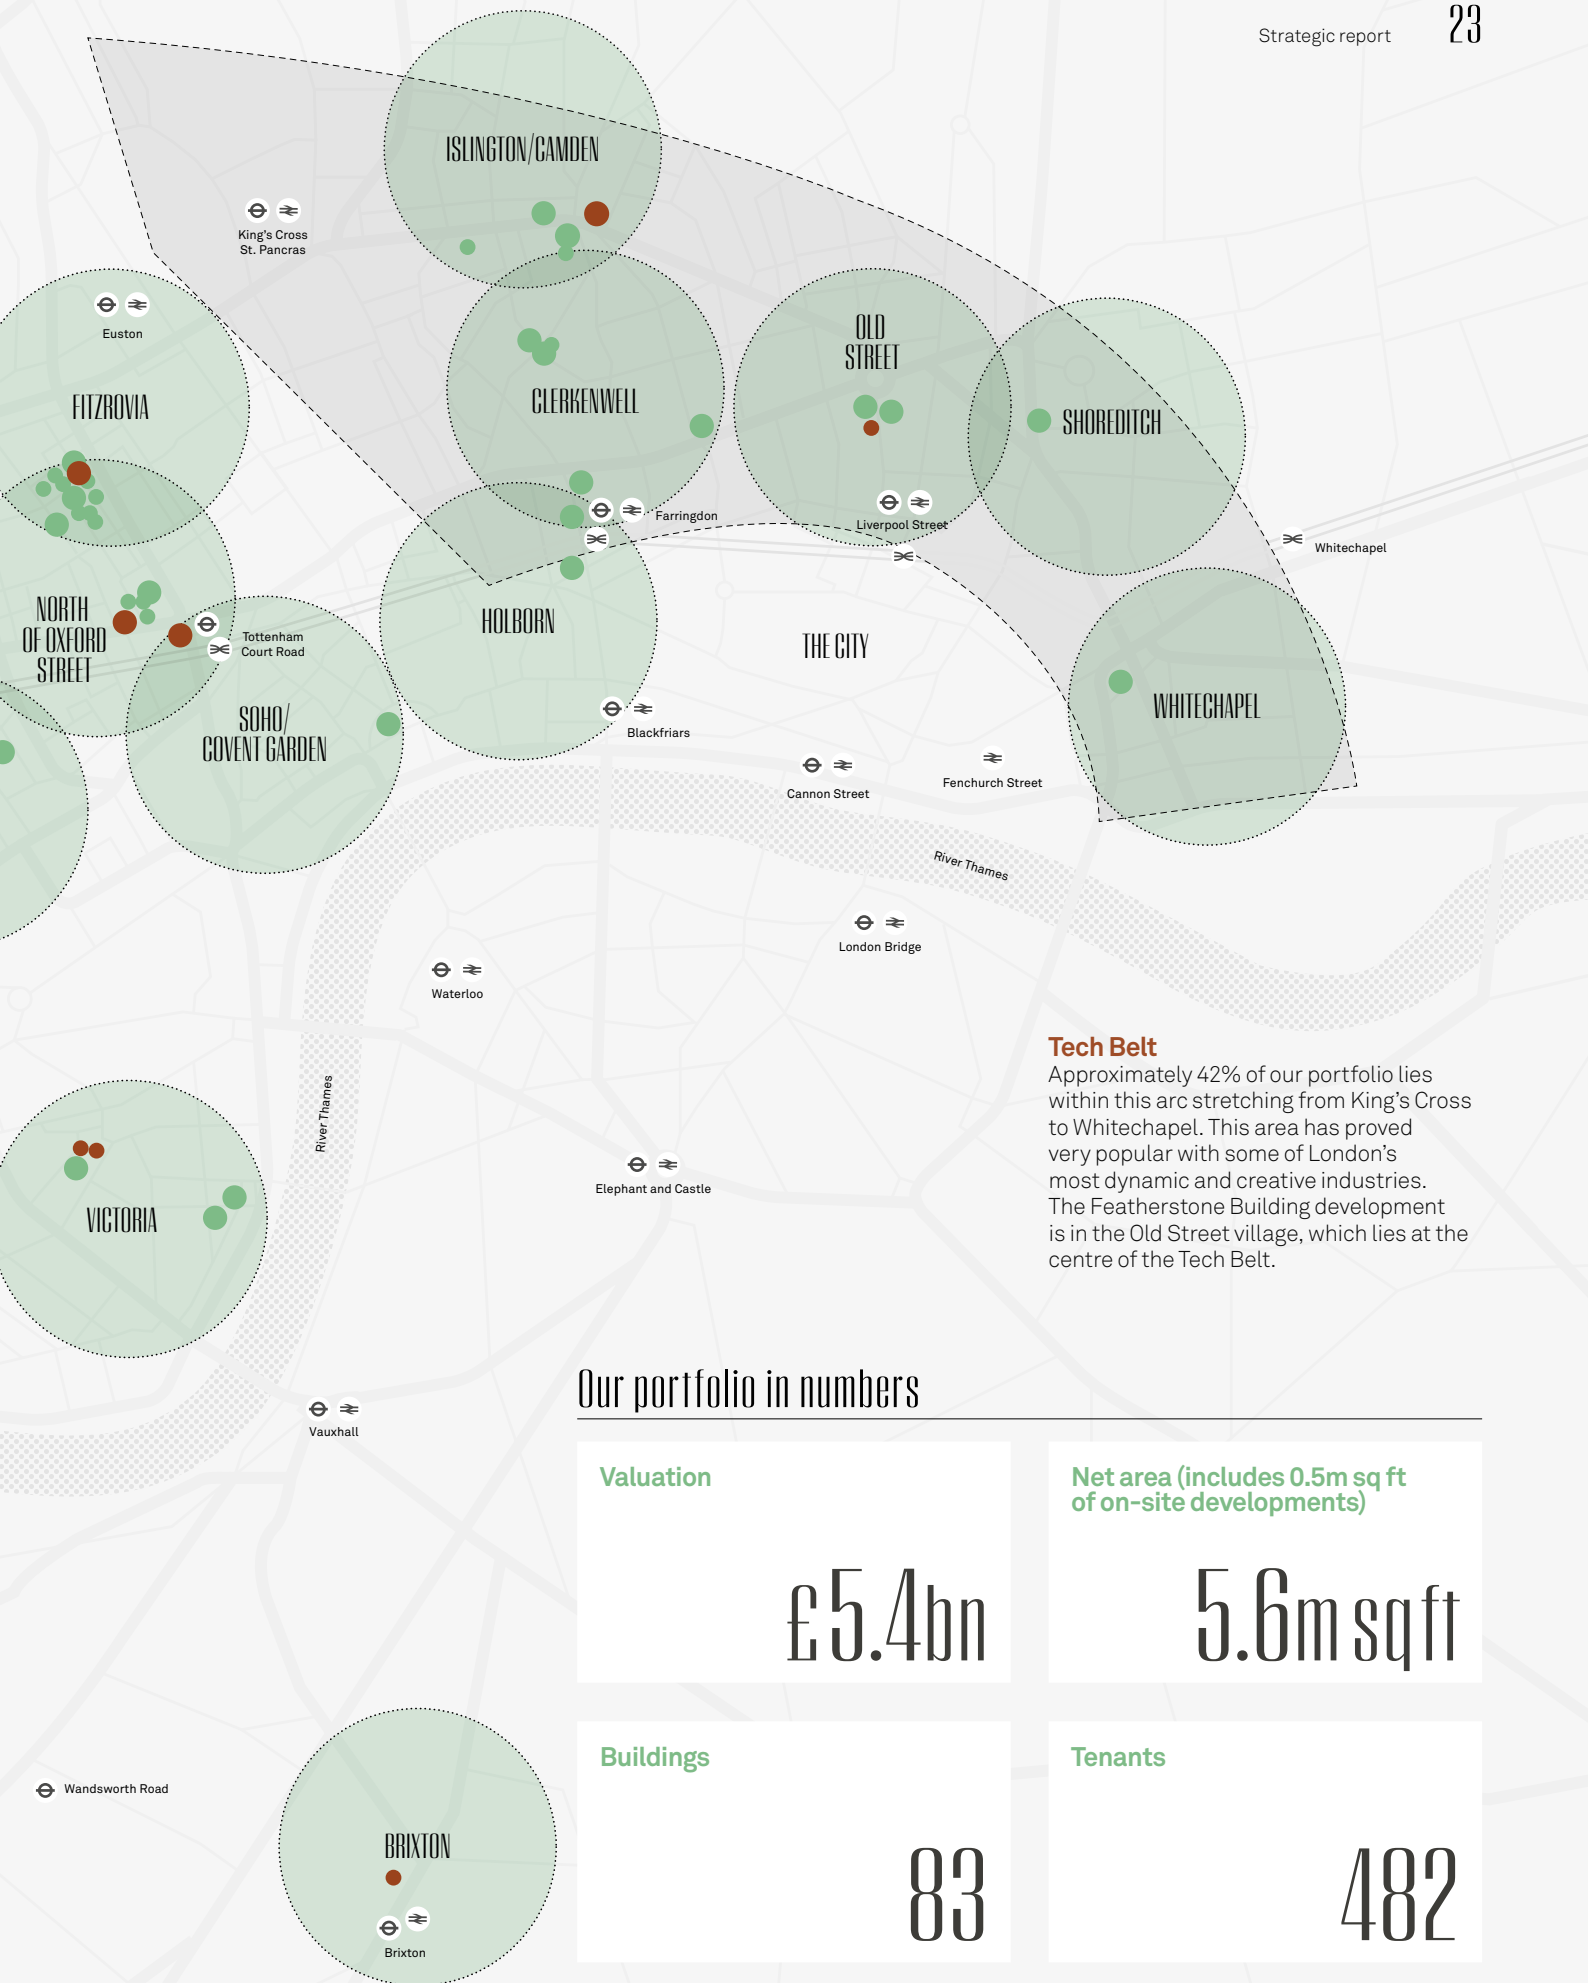 Strategic report
23
ISLINGTON/CAMDEN
King's Cross
St. Pancras
Euston
FITZROVIA
CLERKENWELL
OLD
STREET
SHOREDITCH
Farringdon
Liverpool Street
Whitechapel
NORTH
OF OXFORD
STREET
Tottenham
Court Road
HOLBORN
THE CITY
WHITECHAPEL
SOHO/
COVENT GARDEN
Blackfriars
Cannon Street
Fenchurch Street
River Thames
London Bridge
Waterloo
River Thames
Elephant and Castle
VICTORIA
Vauxhall
Tech Belt
Approximately 42% of our portfolio lies
within this arc stretching from King's Cross
to Whitechapel. This area has proved
very popular with some of London's
most dynamic and creative industries.
The Featherstone Building development
is in the Old Street village, which lies at the
centre of the Tech Belt.
Our portfolio in numbers
Valuation
£5.4bn
Net area (includes 0.5m sq ft
of on-site developments)
5.6m sq ft
Buildings
83
Tenants
482
Wandsworth Road
BRIXTON
Brixton